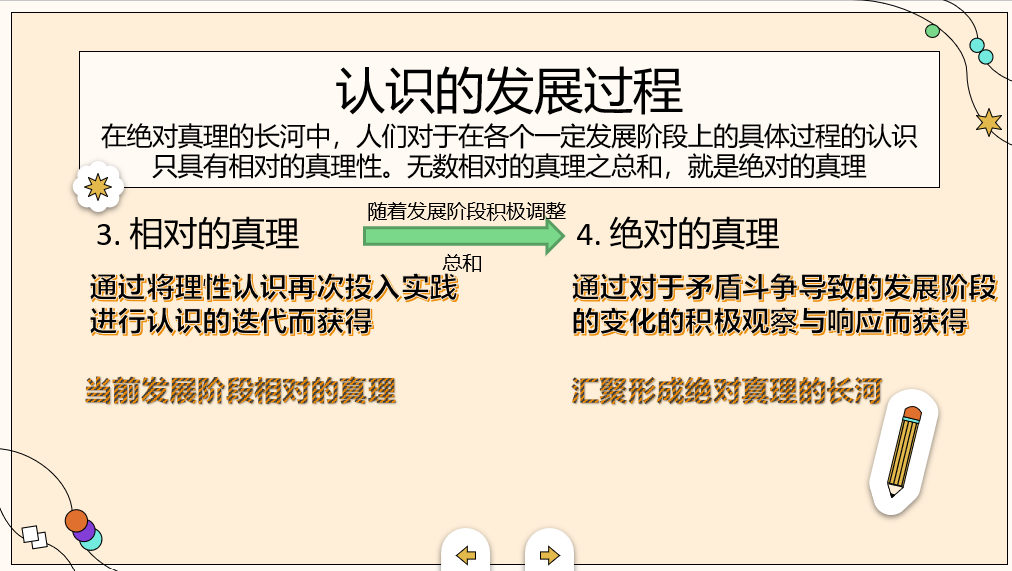 认识的发展过程
在绝对真理的长河中，人们对于在各个一定发展阶段上的具体过程的认识
只具有相对的真理性。无数相对的真理之总和，就是绝对的真理
随着发展阶段积极调整
3. 相对的真理
4. 绝对的真理
总和
通过将理性认识再次投入实践
进行认识的迭代而获得
通过对于矛盾斗争导致的发展阶段
的变化的积极观察与响应而获得
当前发展阶段相对的真理
汇聚形成绝对真理的长河